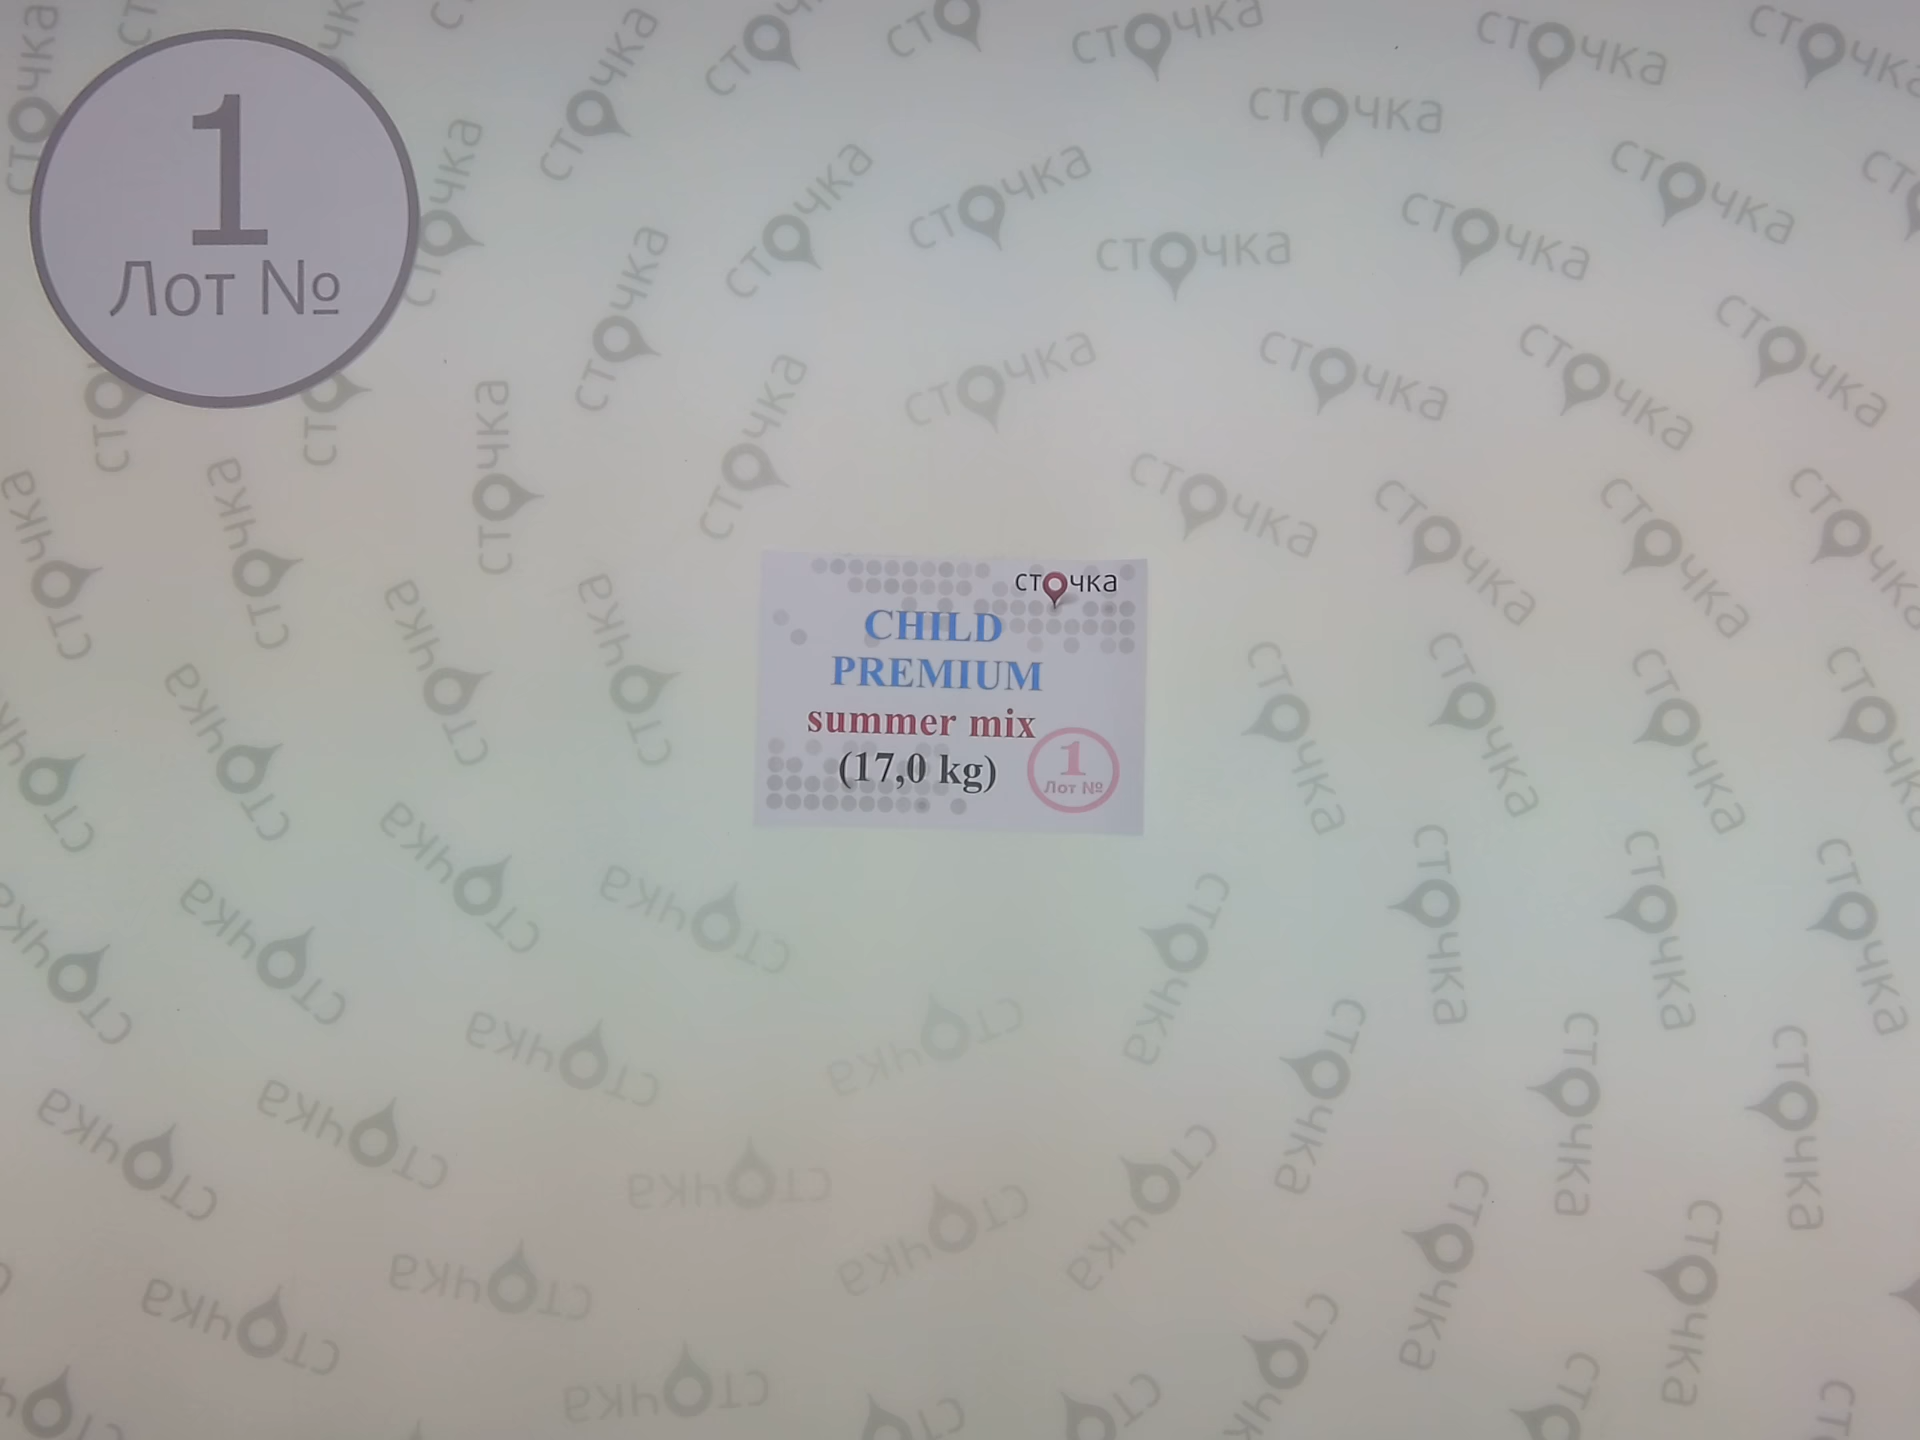 1
Лот №
сточка
CHILD
PREMIUM
summer mix
(17,0 kg)
1
Лот №